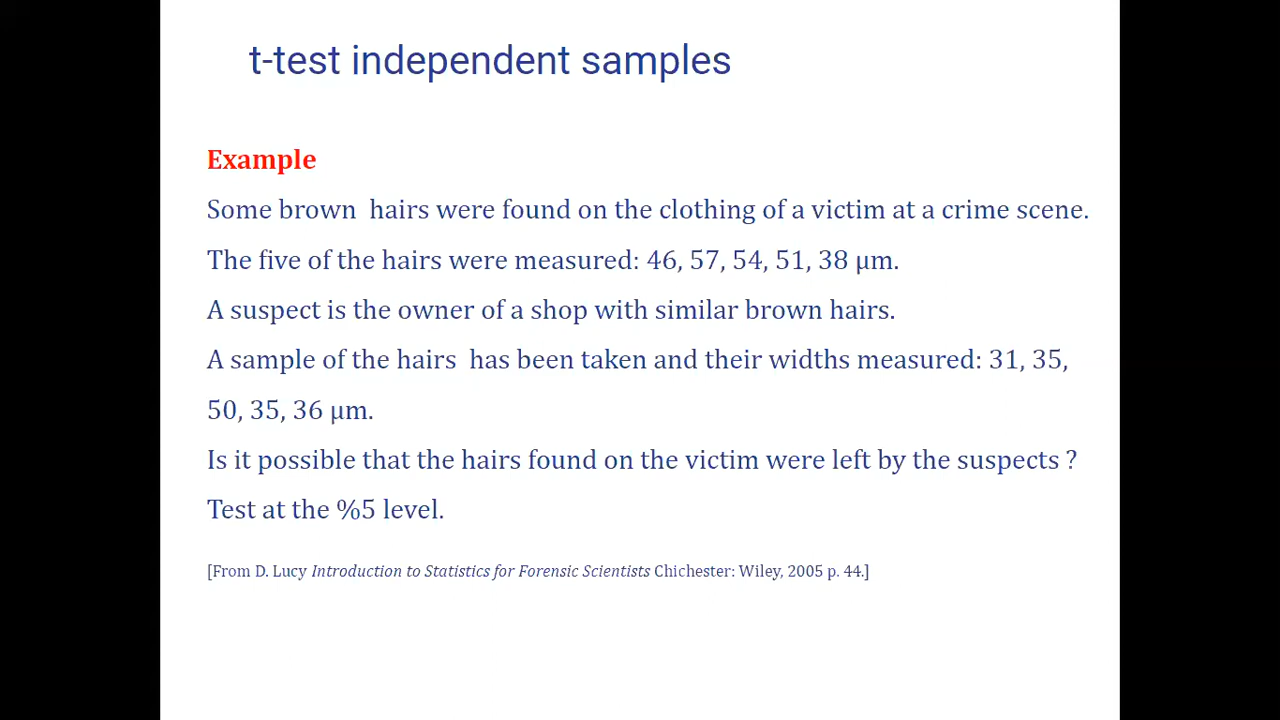 t-test independent samples
Example
Some brown hairs were found on the clothing of a victim at a crime scene.
The five of the hairs were measured: 46, 57, 54, 51, 38 μm.
A suspect is the owner of a shop with similar brown hairs.
A sample of the hairs has been taken and their widths measured: 31, 35,
50, 35, 36 μm.
Is it possible that the hairs found on the victim were left by the suspects ?
Test at the %5 level.
[From D. Lucy Introduction to Statistics for Forensic Scientists Chichester: Wiley, 2005 p. 44.]